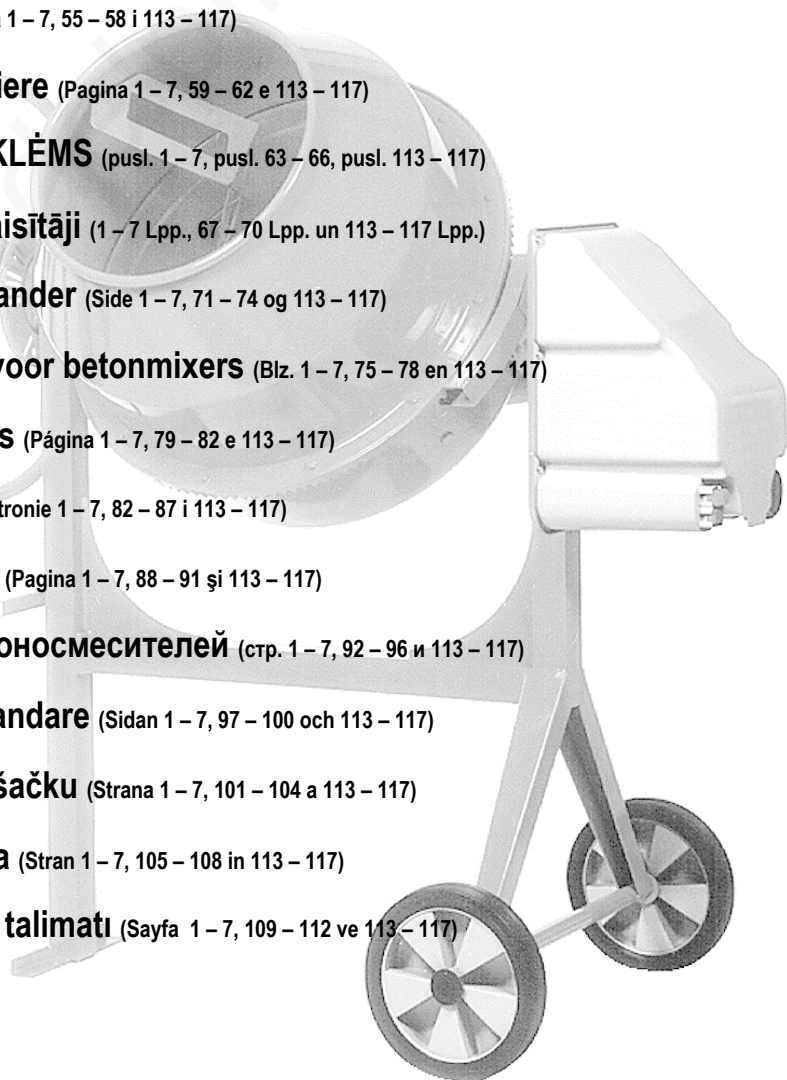 1 – 7, 55 – 58 i 113 – 117)
iere (Pagina 1 – 7, 59 – 62 e 113 – 117)
KLĖMS (pusl. 1 – 7, pusl. 63 – 66, pusl. 113 – 117)
aisītāji (1 – 7 Lpp., 67 – 70 Lpp. un 113 – 117 Lpp.)
ander (Side 1 – 7, 71 – 74 og 113 – 117)
voor betonmixers (Blz. 1 – 7, 75 – 78 en 113 – 117)
s (Página 1 – 7, 79 – 82 e 113 – 117)
tronie 1 – 7, 82 – 87 i 113 – 117)
(Pagina 1 – 7, 88 – 91 şi 113 – 117)
оносмесителей (стр. 1 – 7, 92 – 96 и 113 – 117)
andare (Sidan 1 – 7, 97 – 100 och 113 – 117)
šačku (Strana 1 – 7, 101 – 104 a 113 – 117)
a (Stran 1 – 7, 105 – 108 in 113 – 117)
talimatı (Sayfa 1 – 7, 109 – 112 ve 113 – 117)